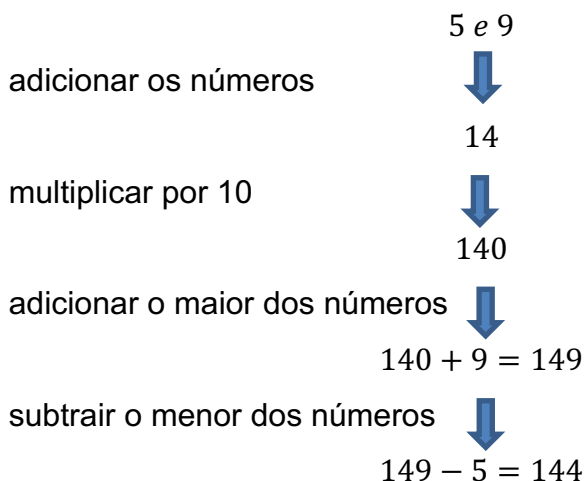 5 e 9
adicionar os números
14
multiplicar por 10
140
adicionar o maior dos números
140 + 9 = 149
subtrair o menor dos números
149 − 5 = 144